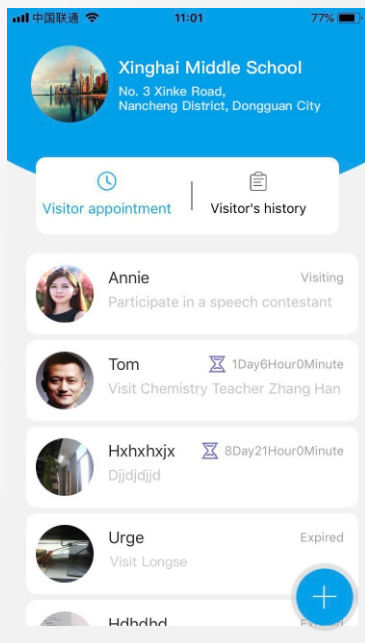 中国联通 11:01 77%
Xinghai Middle School
No. 3 Xinke Road,
Nancheng District, Dongguan City
Visitor appointment Visitor's history
Annie Visiting
Participate in a speech contestant
Tom 1Day6Hour0Minute
Visit Chemistry Teacher Zhang Han
Hxhxhxjx 8Day21Hour0Minute
Djjdjdjjd
Urge Expired
Visit Longse
Hdhdhd